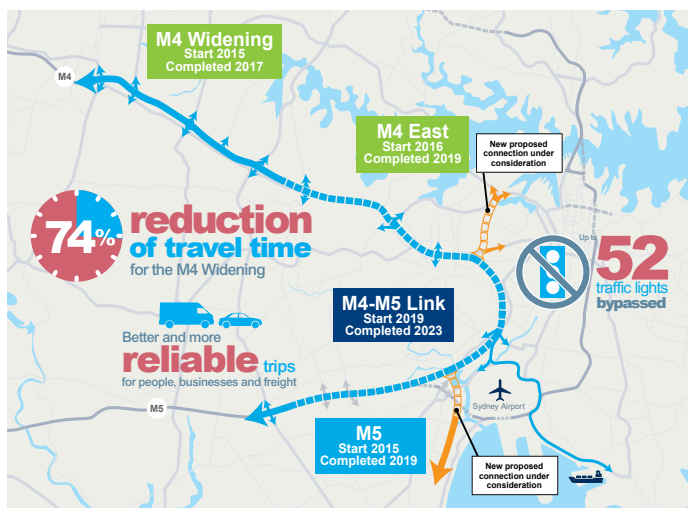 M4 Widening
Start 2015
Completed 2017
M4
M4 East
Start 2016
Completed 2019
New proposed
connection under
consideration
74%
reduction
of travel time
for the M4 Widening
Up to
52
traffic lights
bypassed
M4-M5 Link
Start 2019
Completed 2023
Better and more
reliable trips
for people, businesses and freight
M5
Sydney Airport
M5
Start 2015
Completed 2019
New proposed
connection under
consideration